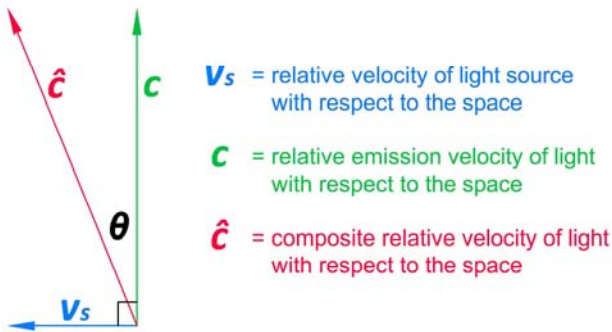 ĉ
c
Vs = relative velocity of light source
with respect to the space
c = relative emission velocity of light
with respect to the space
θ
ĉ = composite relative velocity of light
with respect to the space
Vs